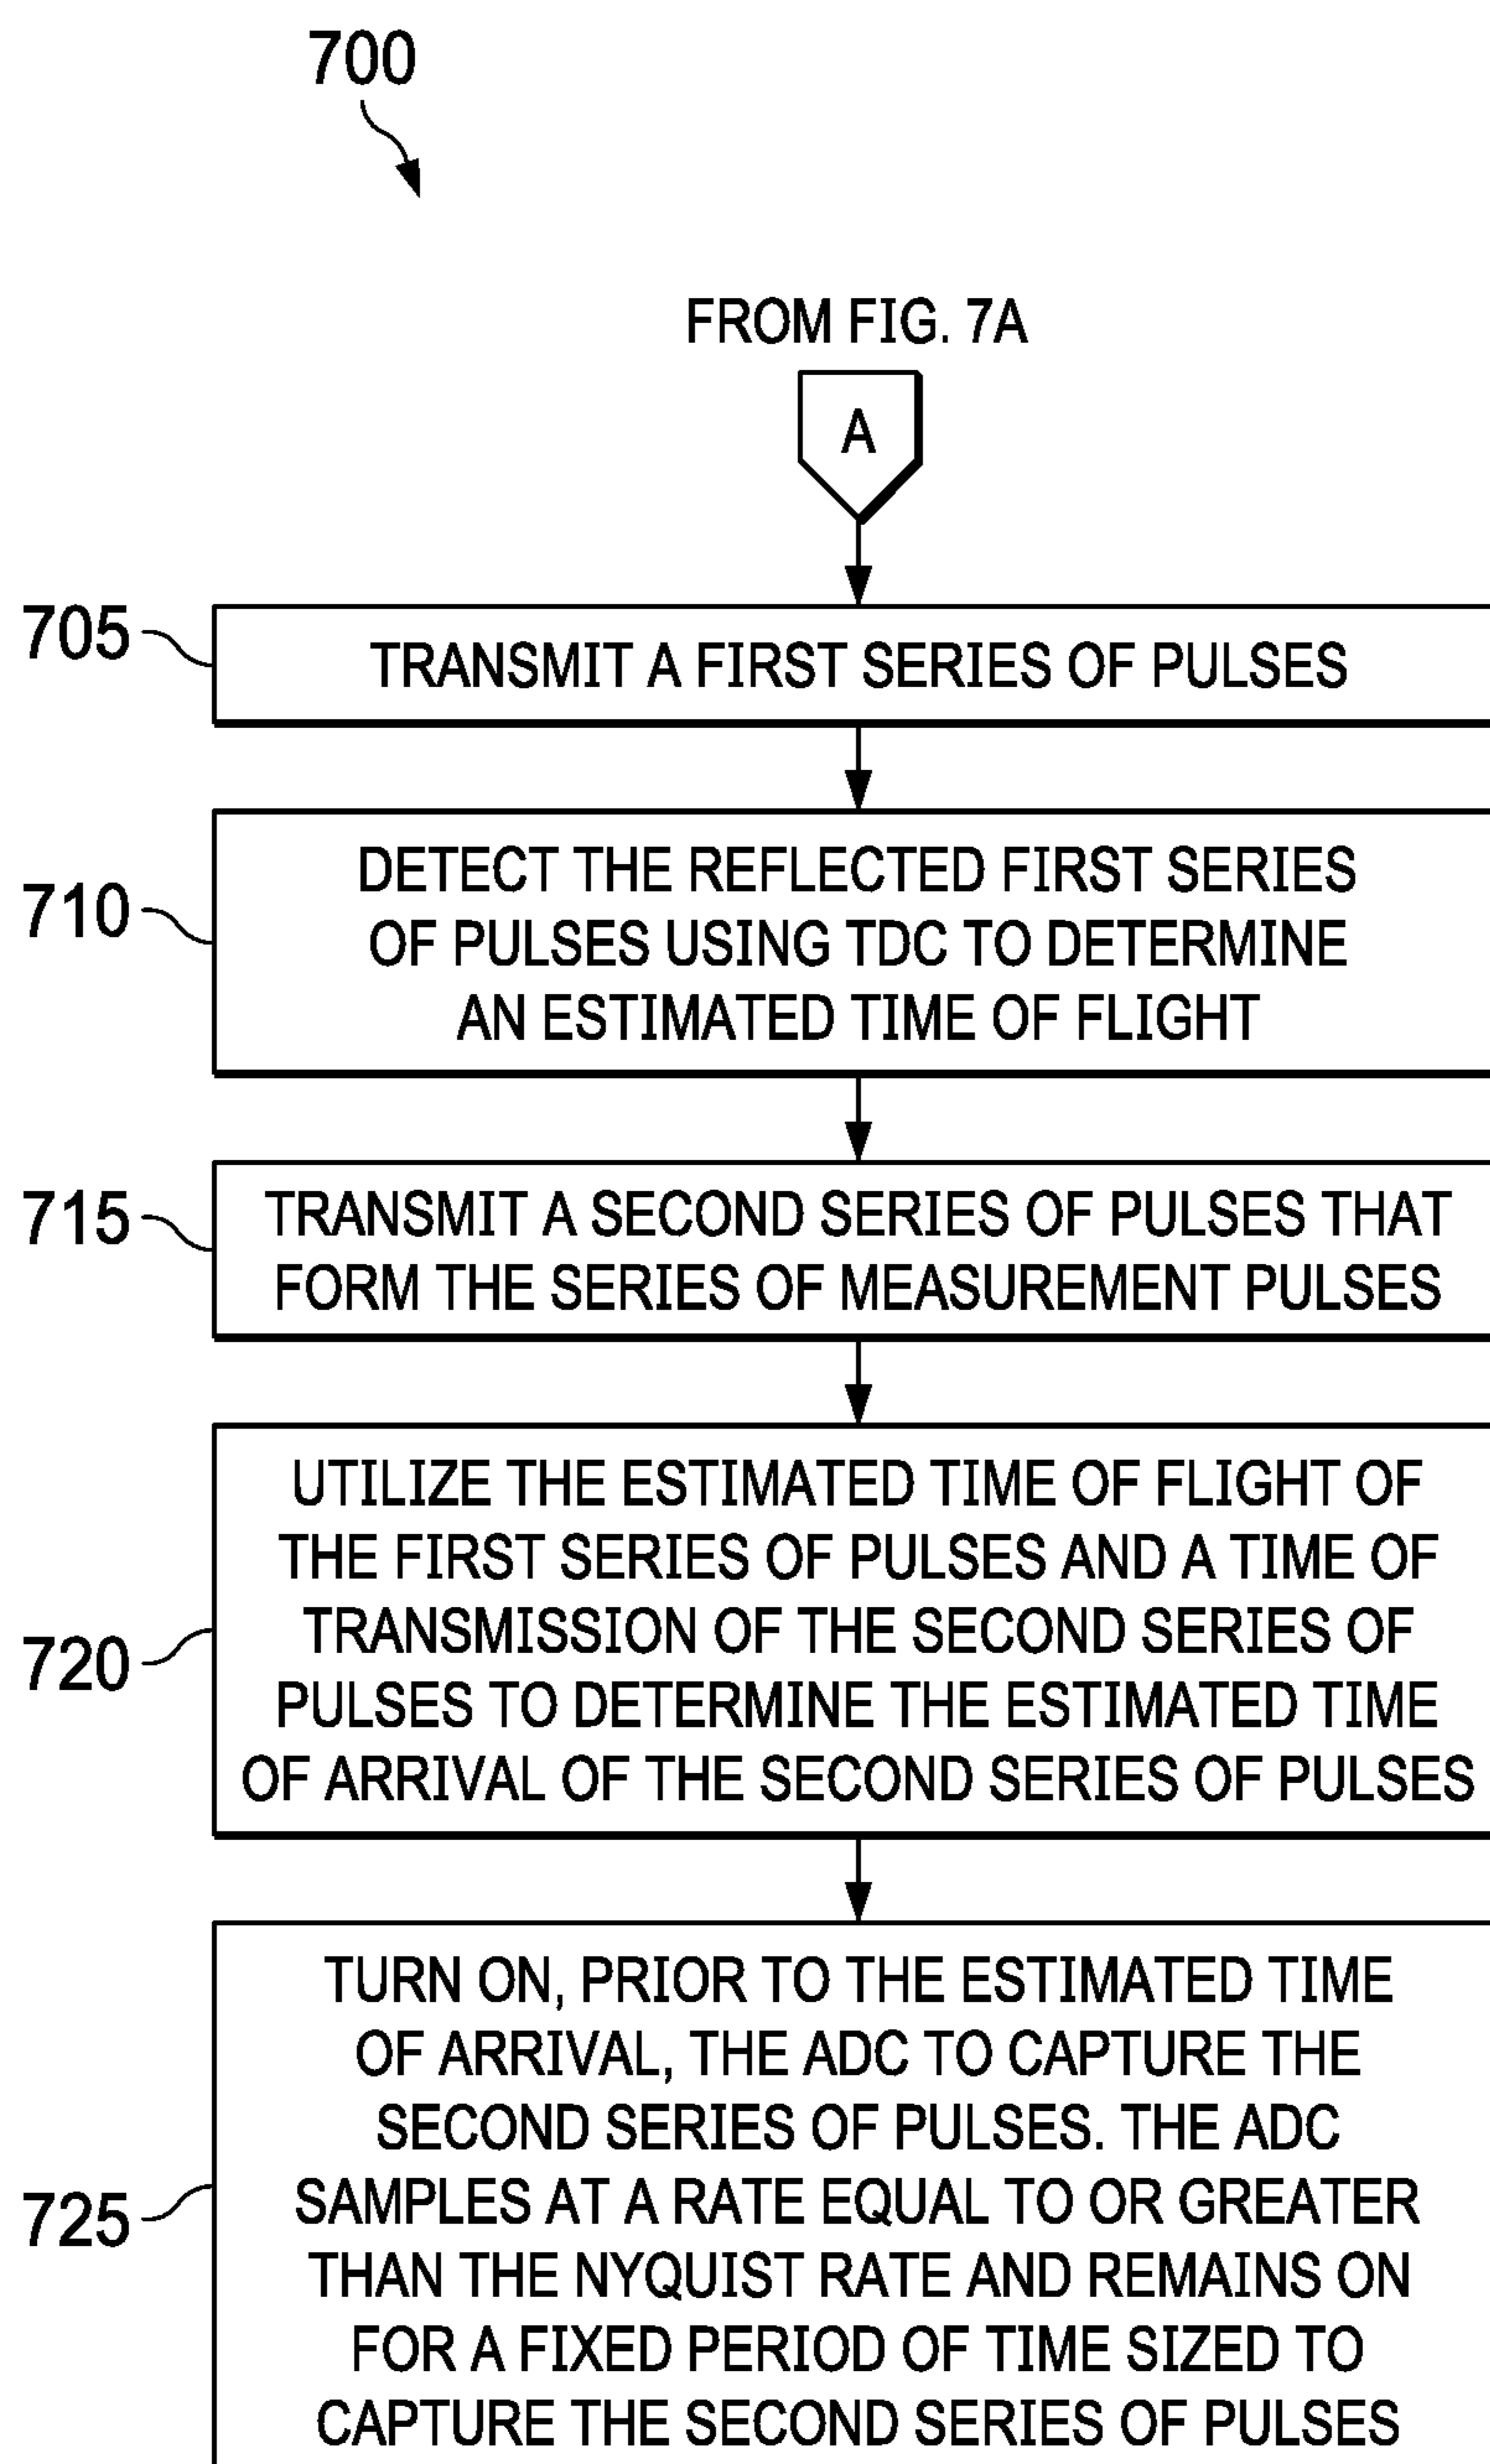 700
FROM FIG. 7A
A
705
TRANSMIT A FIRST SERIES OF PULSES
710
DETECT THE REFLECTED FIRST SERIES
OF PULSES USING TDC TO DETERMINE
AN ESTIMATED TIME OF FLIGHT
715
TRANSMIT A SECOND SERIES OF PULSES THAT
FORM THE SERIES OF MEASUREMENT PULSES
720
UTILIZE THE ESTIMATED TIME OF FLIGHT OF
THE FIRST SERIES OF PULSES AND A TIME OF
TRANSMISSION OF THE SECOND SERIES OF
PULSES TO DETERMINE THE ESTIMATED TIME
OF ARRIVAL OF THE SECOND SERIES OF PULSES
725
TURN ON, PRIOR TO THE ESTIMATED TIME
OF ARRIVAL, THE ADC TO CAPTURE THE
SECOND SERIES OF PULSES. THE ADC
SAMPLES AT A RATE EQUAL TO OR GREATER
THAN THE NYQUIST RATE AND REMAINS ON
FOR A FIXED PERIOD OF TIME SIZED TO
CAPTURE THE SECOND SERIES OF PULSES